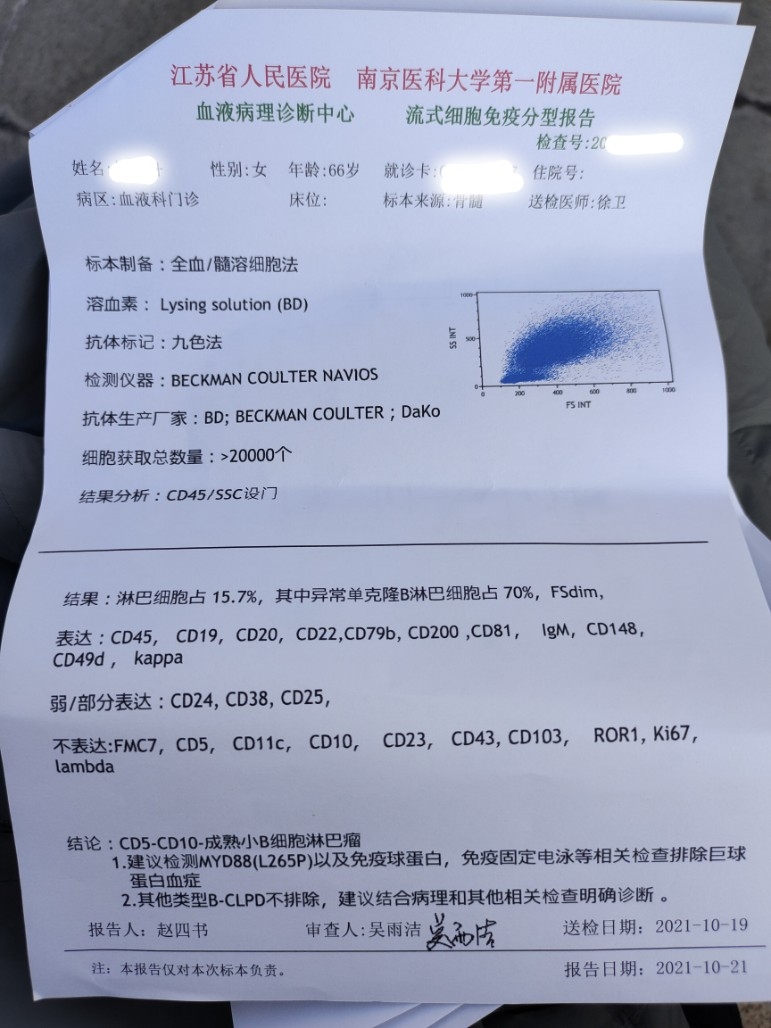 江苏省人民医院 南京医科大学第一附属医院
血液病理诊断中心 流式细胞免疫分型报告
检查号:20
姓名 性别:女 年龄:66岁 就诊卡: 住院号:
病区:血液科门诊 床位: 标本来源:骨髓 送检医师:徐卫
标本制备:全血/髓溶细胞法
溶血素: Lysing solution (BD)
抗体标记:九色法
检测仪器:BECKMAN COULTER NAVIOS
抗体生产厂家:BD; BECKMAN COULTER ; DaKo
细胞获取总数量:>20000个
结果分析:CD45/SSC设门
1000
500
0
SS INT
0 200 400 600 800 1000
FS INT
结果:淋巴细胞占 15.7%, 其中异常单克隆B淋巴细胞占 70%, FSdim,
表达:CD45, CD19, CD20, CD22,CD79b, CD200 ,CD81, IgM, CD148,
CD49d , kappa
弱/部分表达:CD24, CD38, CD25,
不表达:FMC7, CD5, CD11c, CD10, CD23, CD43, CD103, ROR1, Ki67,
lambda
结论:CD5-CD10-成熟小B细胞淋巴瘤
1.建议检测MYD88(L265P)以及免疫球蛋白,免疫固定电泳等相关检查排除巨球
蛋白血症
2.其他类型B-CLPD不排除,建议结合病理和其他相关检查明确诊断 。
报告人:赵四书 审查人:吴雨洁 吴雨洁 送检日期:2021-10-19
注:本报告仅对本次标本负责。 报告日期:2021-10-21